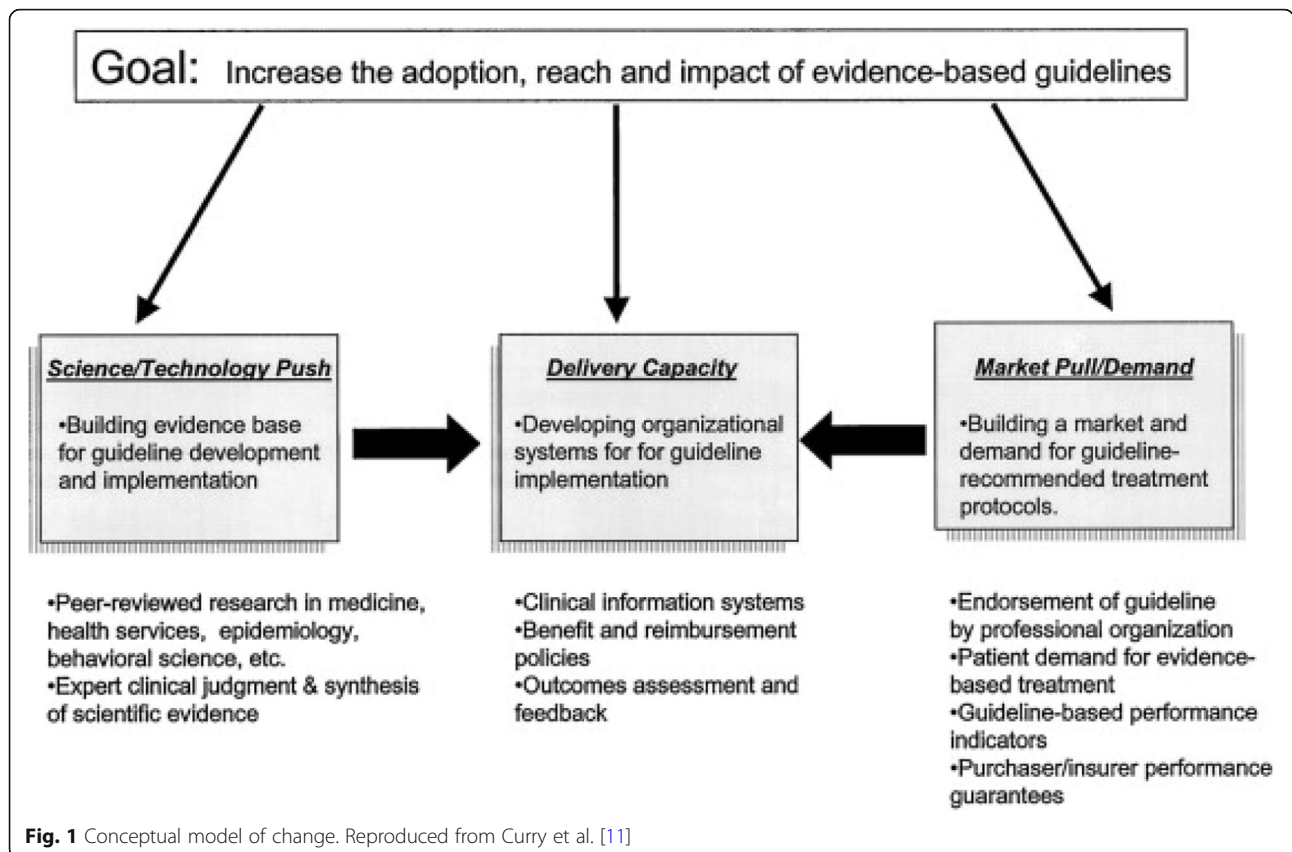 Goal: Increase the adoption, reach and impact of evidence-based guidelines
Science/Technology Push
•Building evidence base
for guideline development
and implementation
Delivery Capacity
•Developing organizational
systems for for guideline
implementation
Market Pull/Demand
•Building a market and
demand for guideline-
recommended treatment
protocols.
•Peer-reviewed research in medicine,
health services, epidemiology,
behavioral science, etc.
•Expert clinical judgment & synthesis
of scientific evidence
•Clinical information systems
•Benefit and reimbursement
policies
•Outcomes assessment and
feedback
•Endorsement of guideline
by professional organization
•Patient demand for evidence-
based treatment
•Guideline-based performance
indicators
•Purchaser/insurer performance
guarantees
Fig. 1 Conceptual model of change. Reproduced from Curry et al. [11]